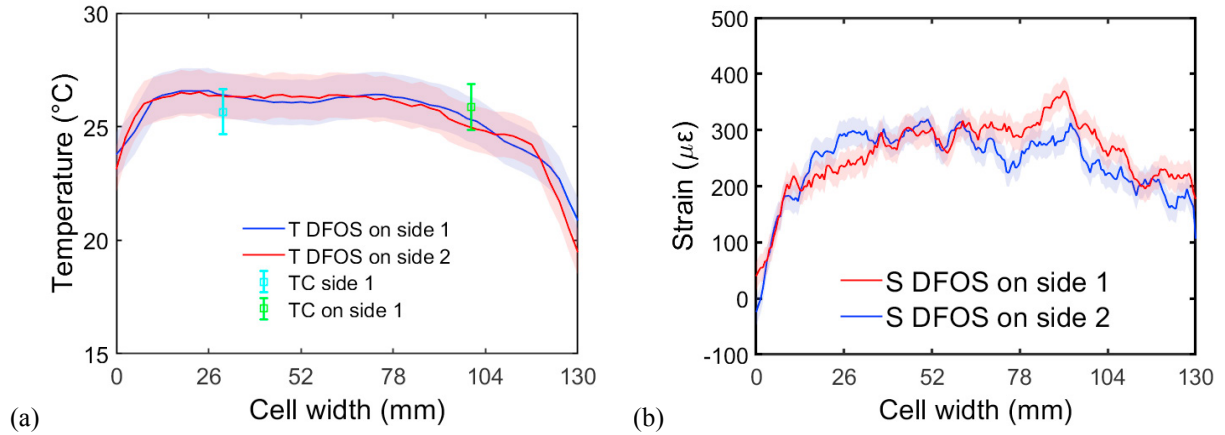 30
25
20
15
Temperature (°C)
T DFOS on side 1
T DFOS on side 2
TC side 1
TC on side 1
0 26 52 78 104 130
Cell width (mm)
(a)
500
400
300
200
100
0
-100
Strain (με)
S DFOS on side 1
S DFOS on side 2
0 26 52 78 104 130
Cell width (mm)
(b)